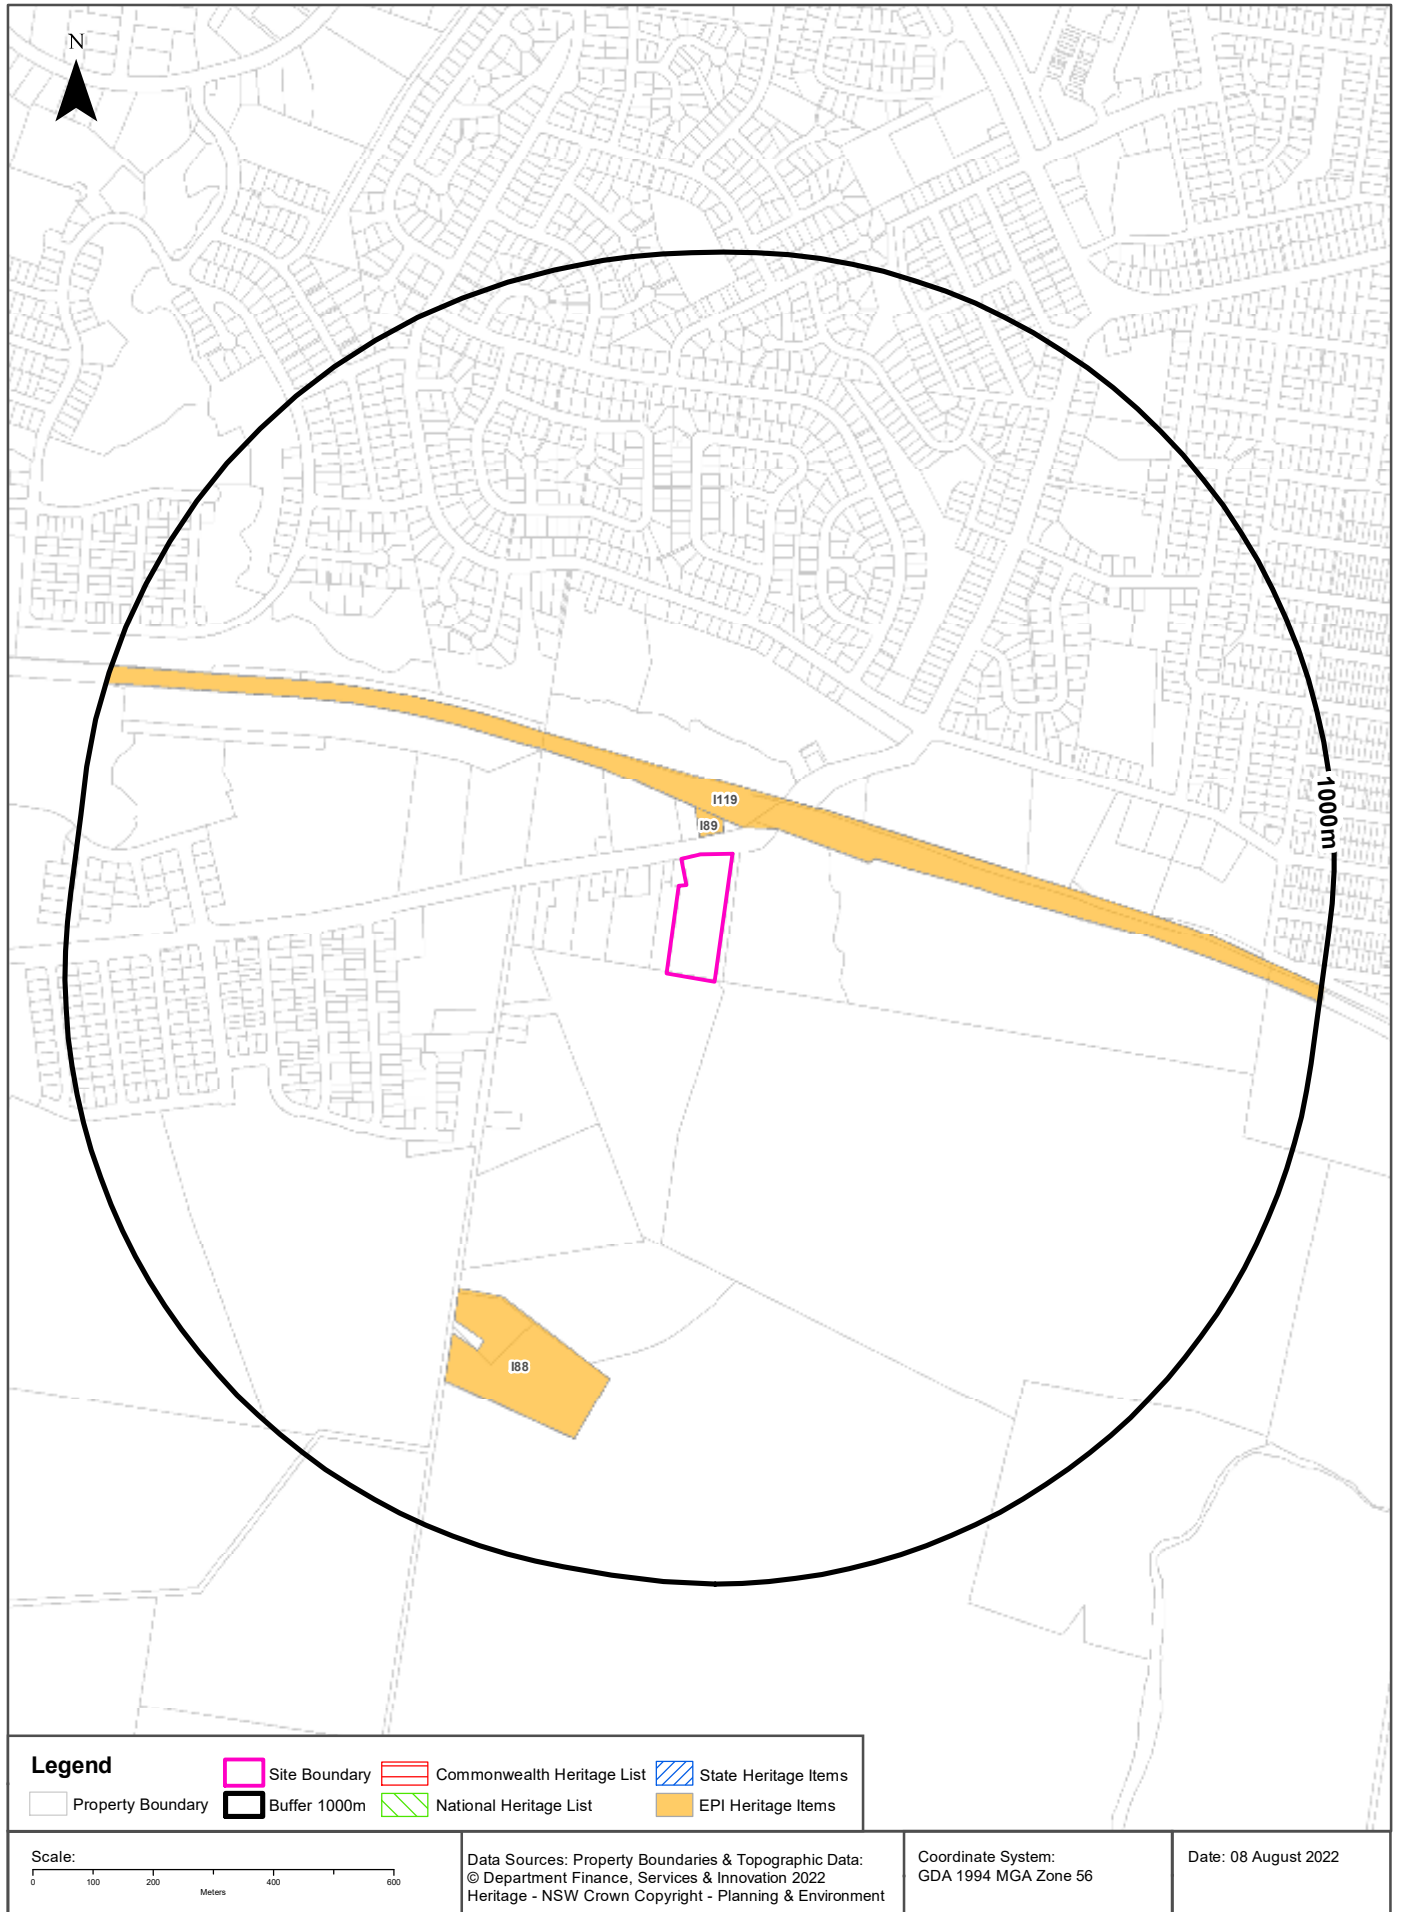 N
I119
I89
1000m
I88
Legend
Site Boundary
Commonwealth Heritage List
State Heritage Items
Property Boundary
Buffer 1000m
National Heritage List
EPI Heritage Items
Scale:
0 100 200 400 600
Meters
Data Sources: Property Boundaries & Topographic Data:
© Department Finance, Services & Innovation 2022
Heritage - NSW Crown Copyright - Planning & Environment
Coordinate System:
GDA 1994 MGA Zone 56
Date: 08 August 2022